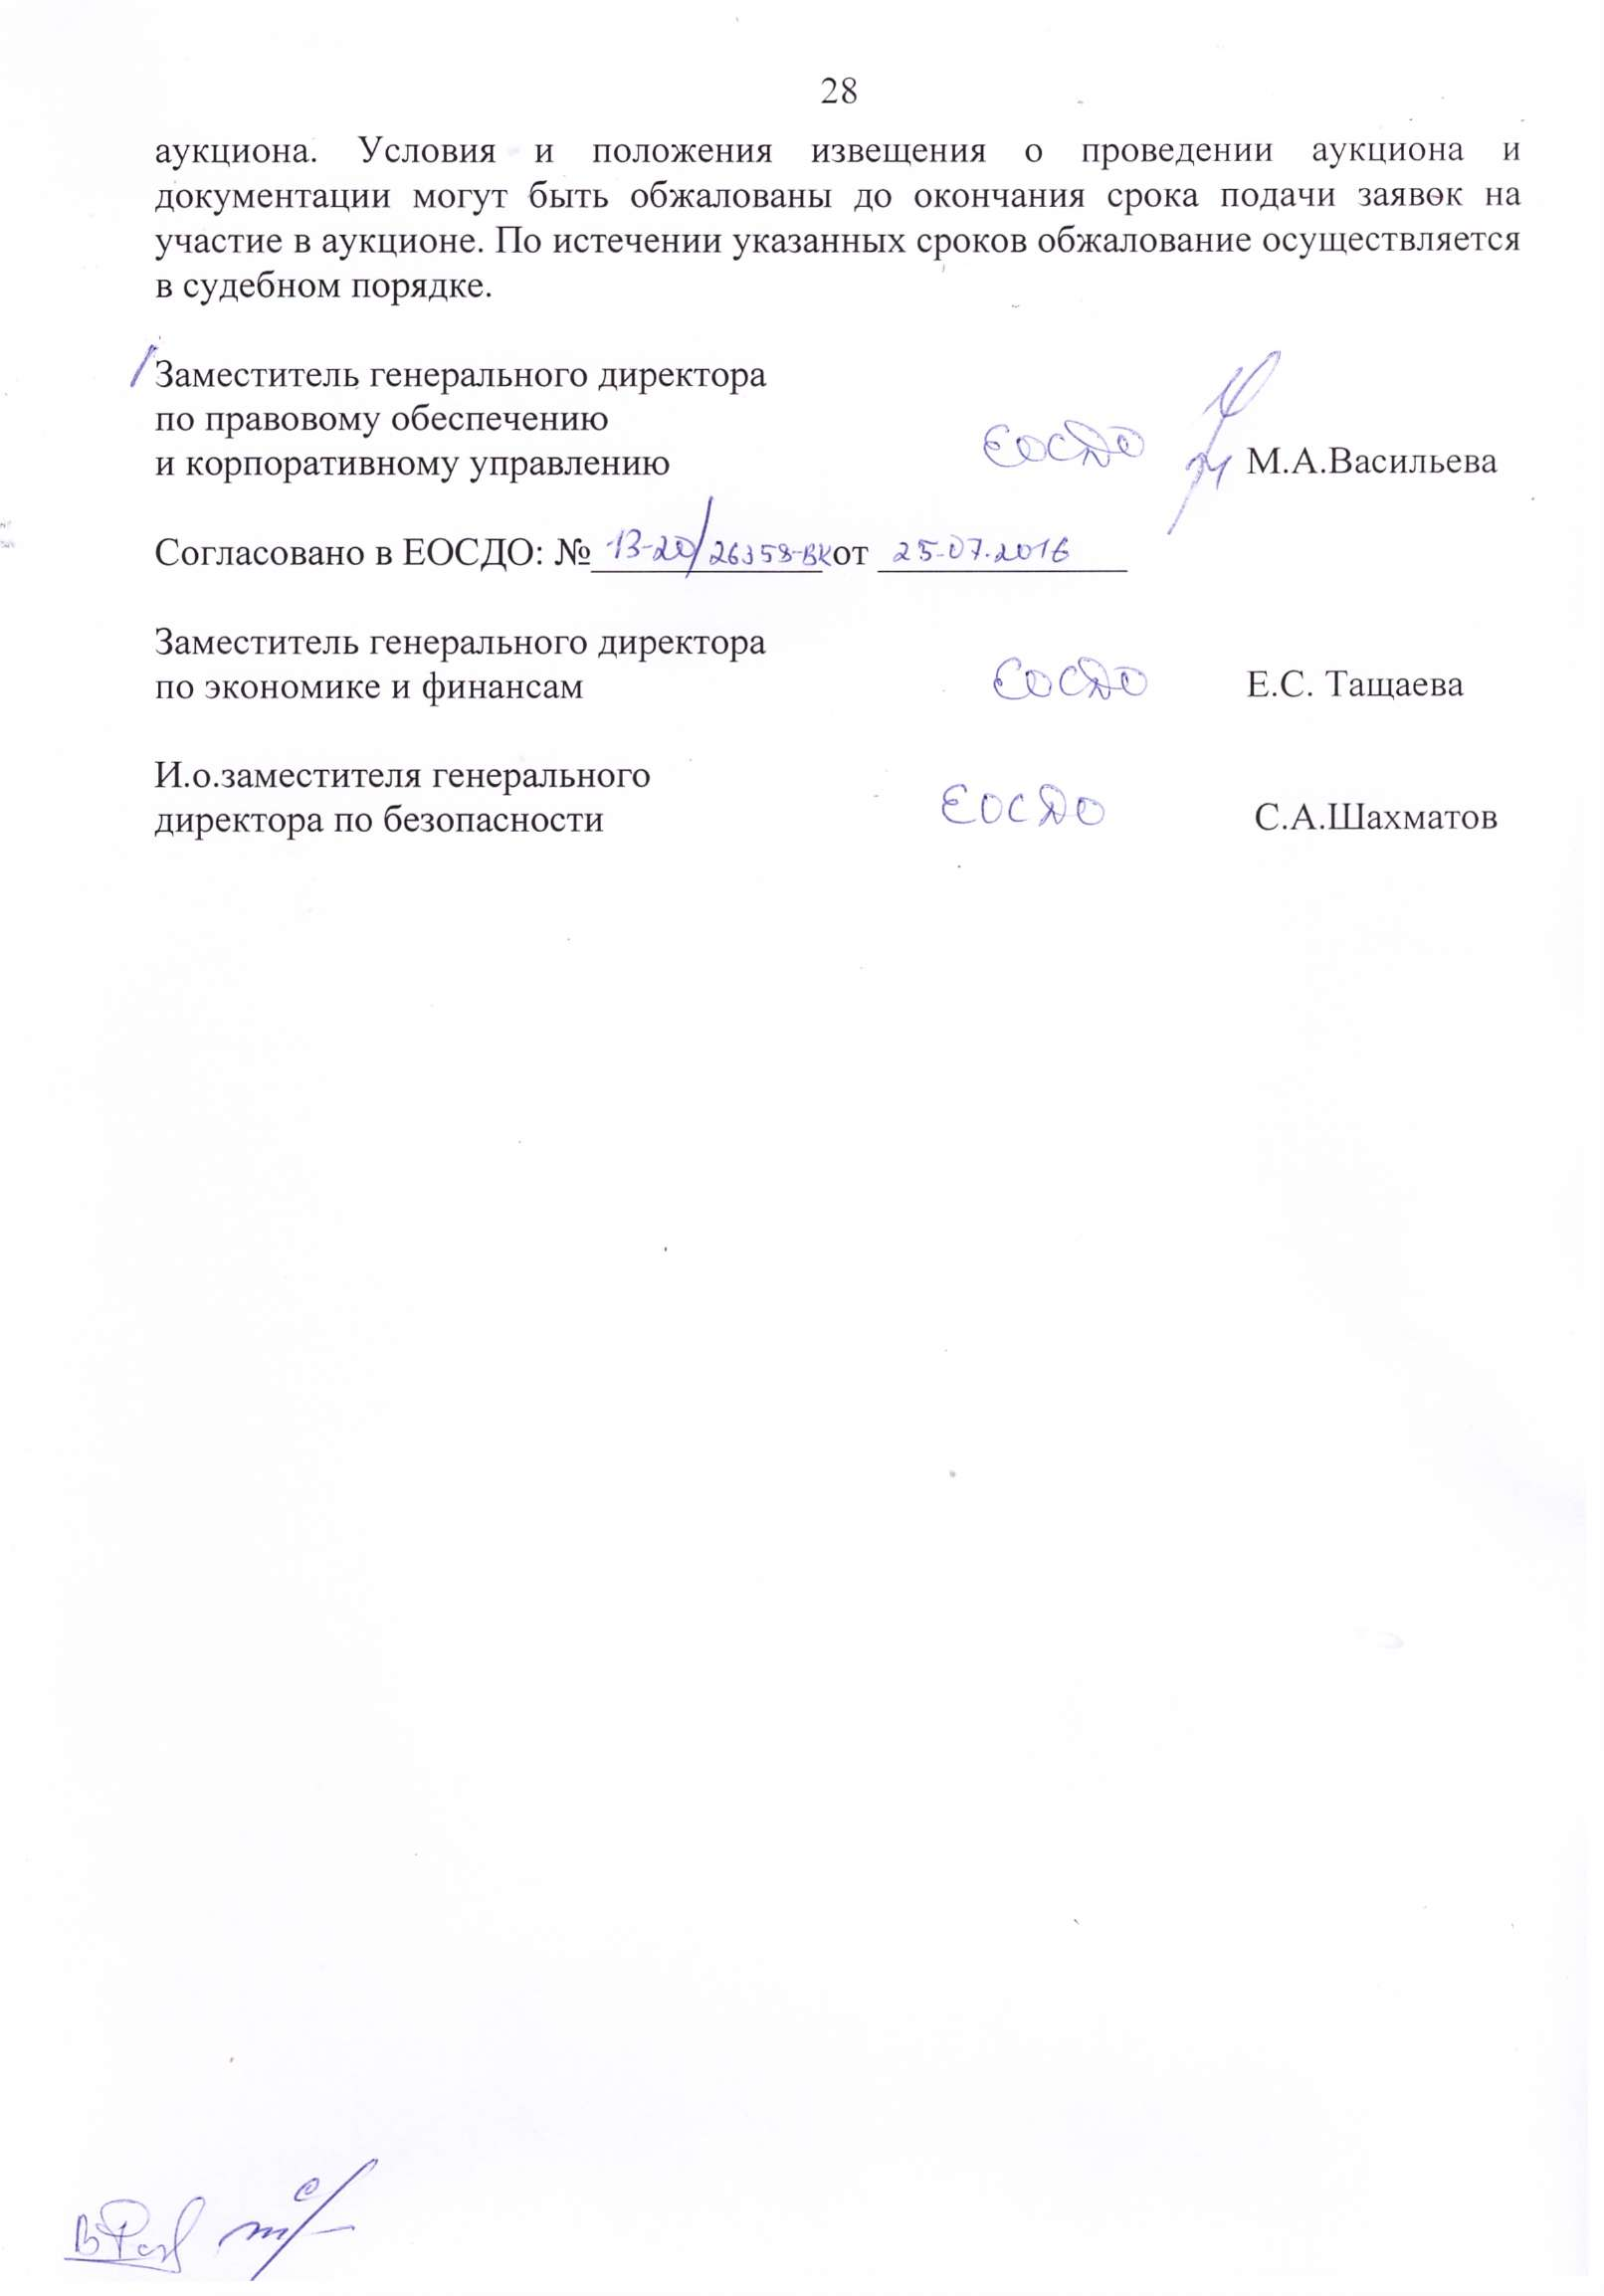 28
аукциона. Условия и положения извещения о проведении аукциона и
документации могут быть обжалованы до окончания срока подачи заявок на
участие в аукционе. По истечении указанных сроков обжалование осуществляется
в судебном порядке.
Заместитель генерального директора
по правовому обеспечению
и корпоративному управлению ЕОСДО М.А.Васильева
Согласовано в ЕОСДО: № 13-20/26358-ВК от 25.07.2016
Заместитель генерального директора
по экономике и финансам ЕОСДО Е.С. Тащаева
И.о.заместителя генерального
директора по безопасности ЕОСДО С.А.Шахматов